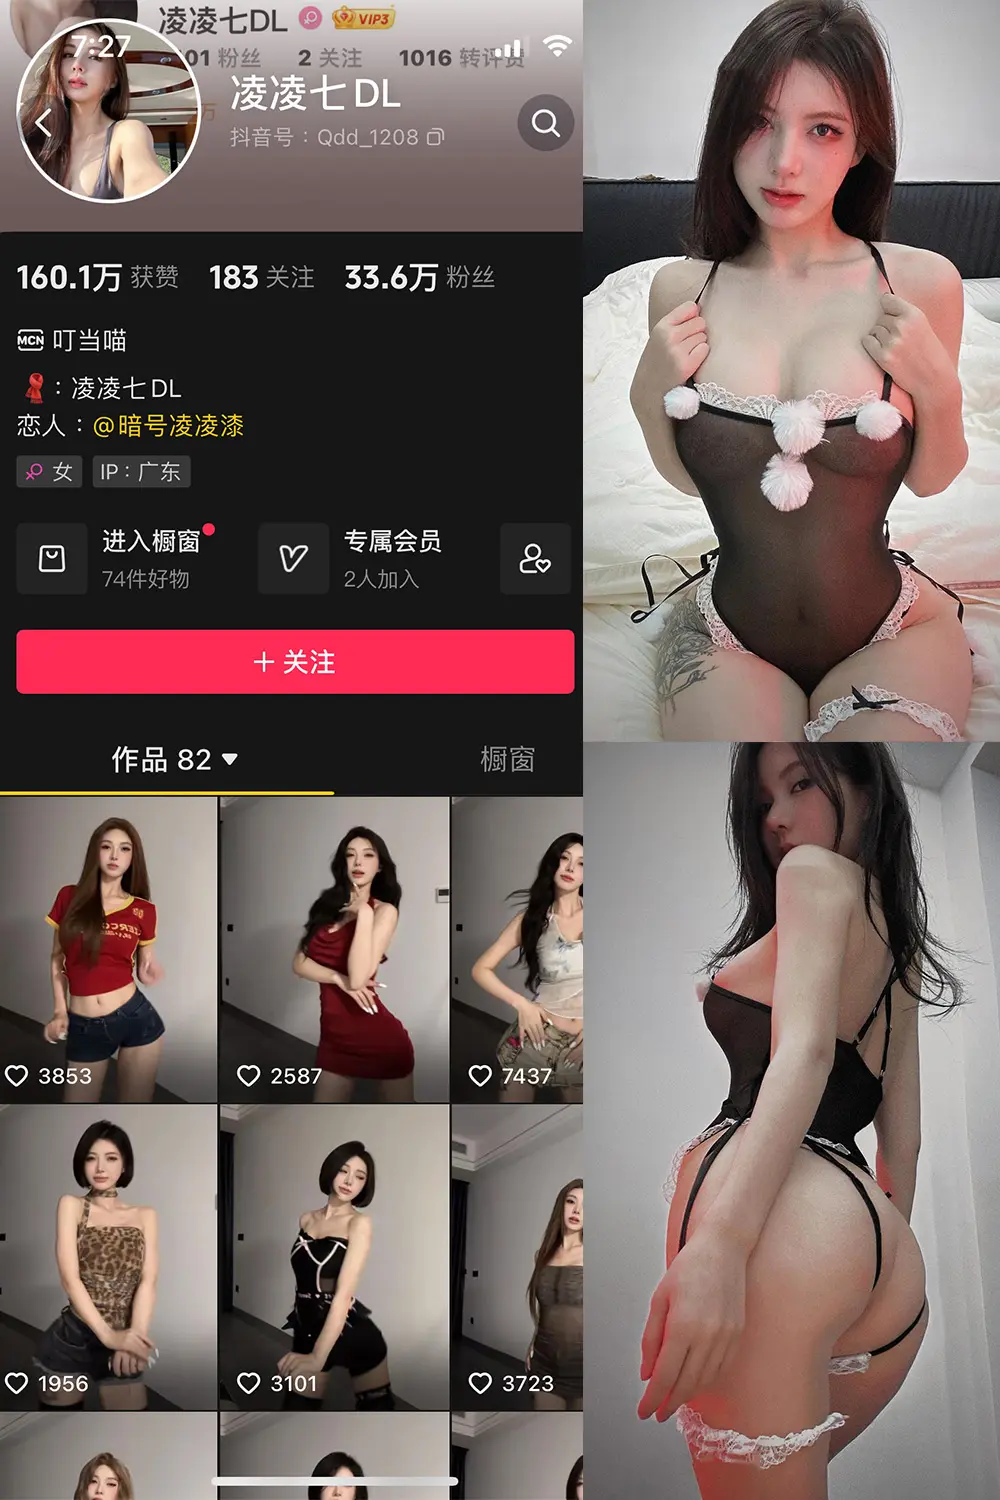 凌凌七DL VIP3
7:27
01 粉丝 2 关注 1016 转评赞
凌凌七DL
抖音号：Qdd_1208
160.1万 获赞 183 关注 33.6万 粉丝
MCN 叮当喵
：凌凌七DL
恋人：@暗号凌凌漆
女 IP：广东
进入橱窗 专属会员
74件好物 2人加入
+ 关注
作品 82 橱窗
3853 2587 7437
1956 3101 3723